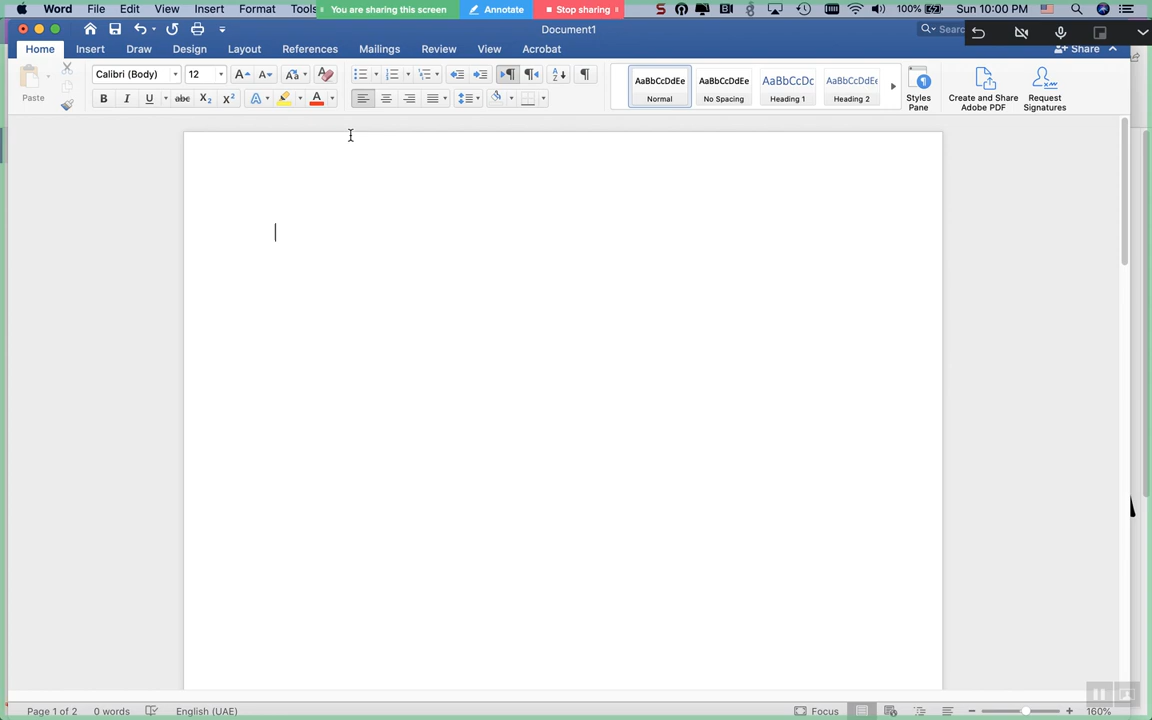 Word File Edit View Insert Format Tools You are sharing this screen Annotate Stop sharing 100% Sun 10:00 PM
Document1
Home Insert Draw Design Layout References Mailings Review View Acrobat Share
Paste Calibri (Body) 12 AaBbCcDdEe AaBbCcDdEe AaBbCcDc AaBbCcDdEe
B I U abc X₂ X² A A Normal No Spacing Heading 1 Heading 2 Styles Pane Create and Share Adobe PDF Request Signatures
Page 1 of 2 0 words English (UAE) Focus 160%